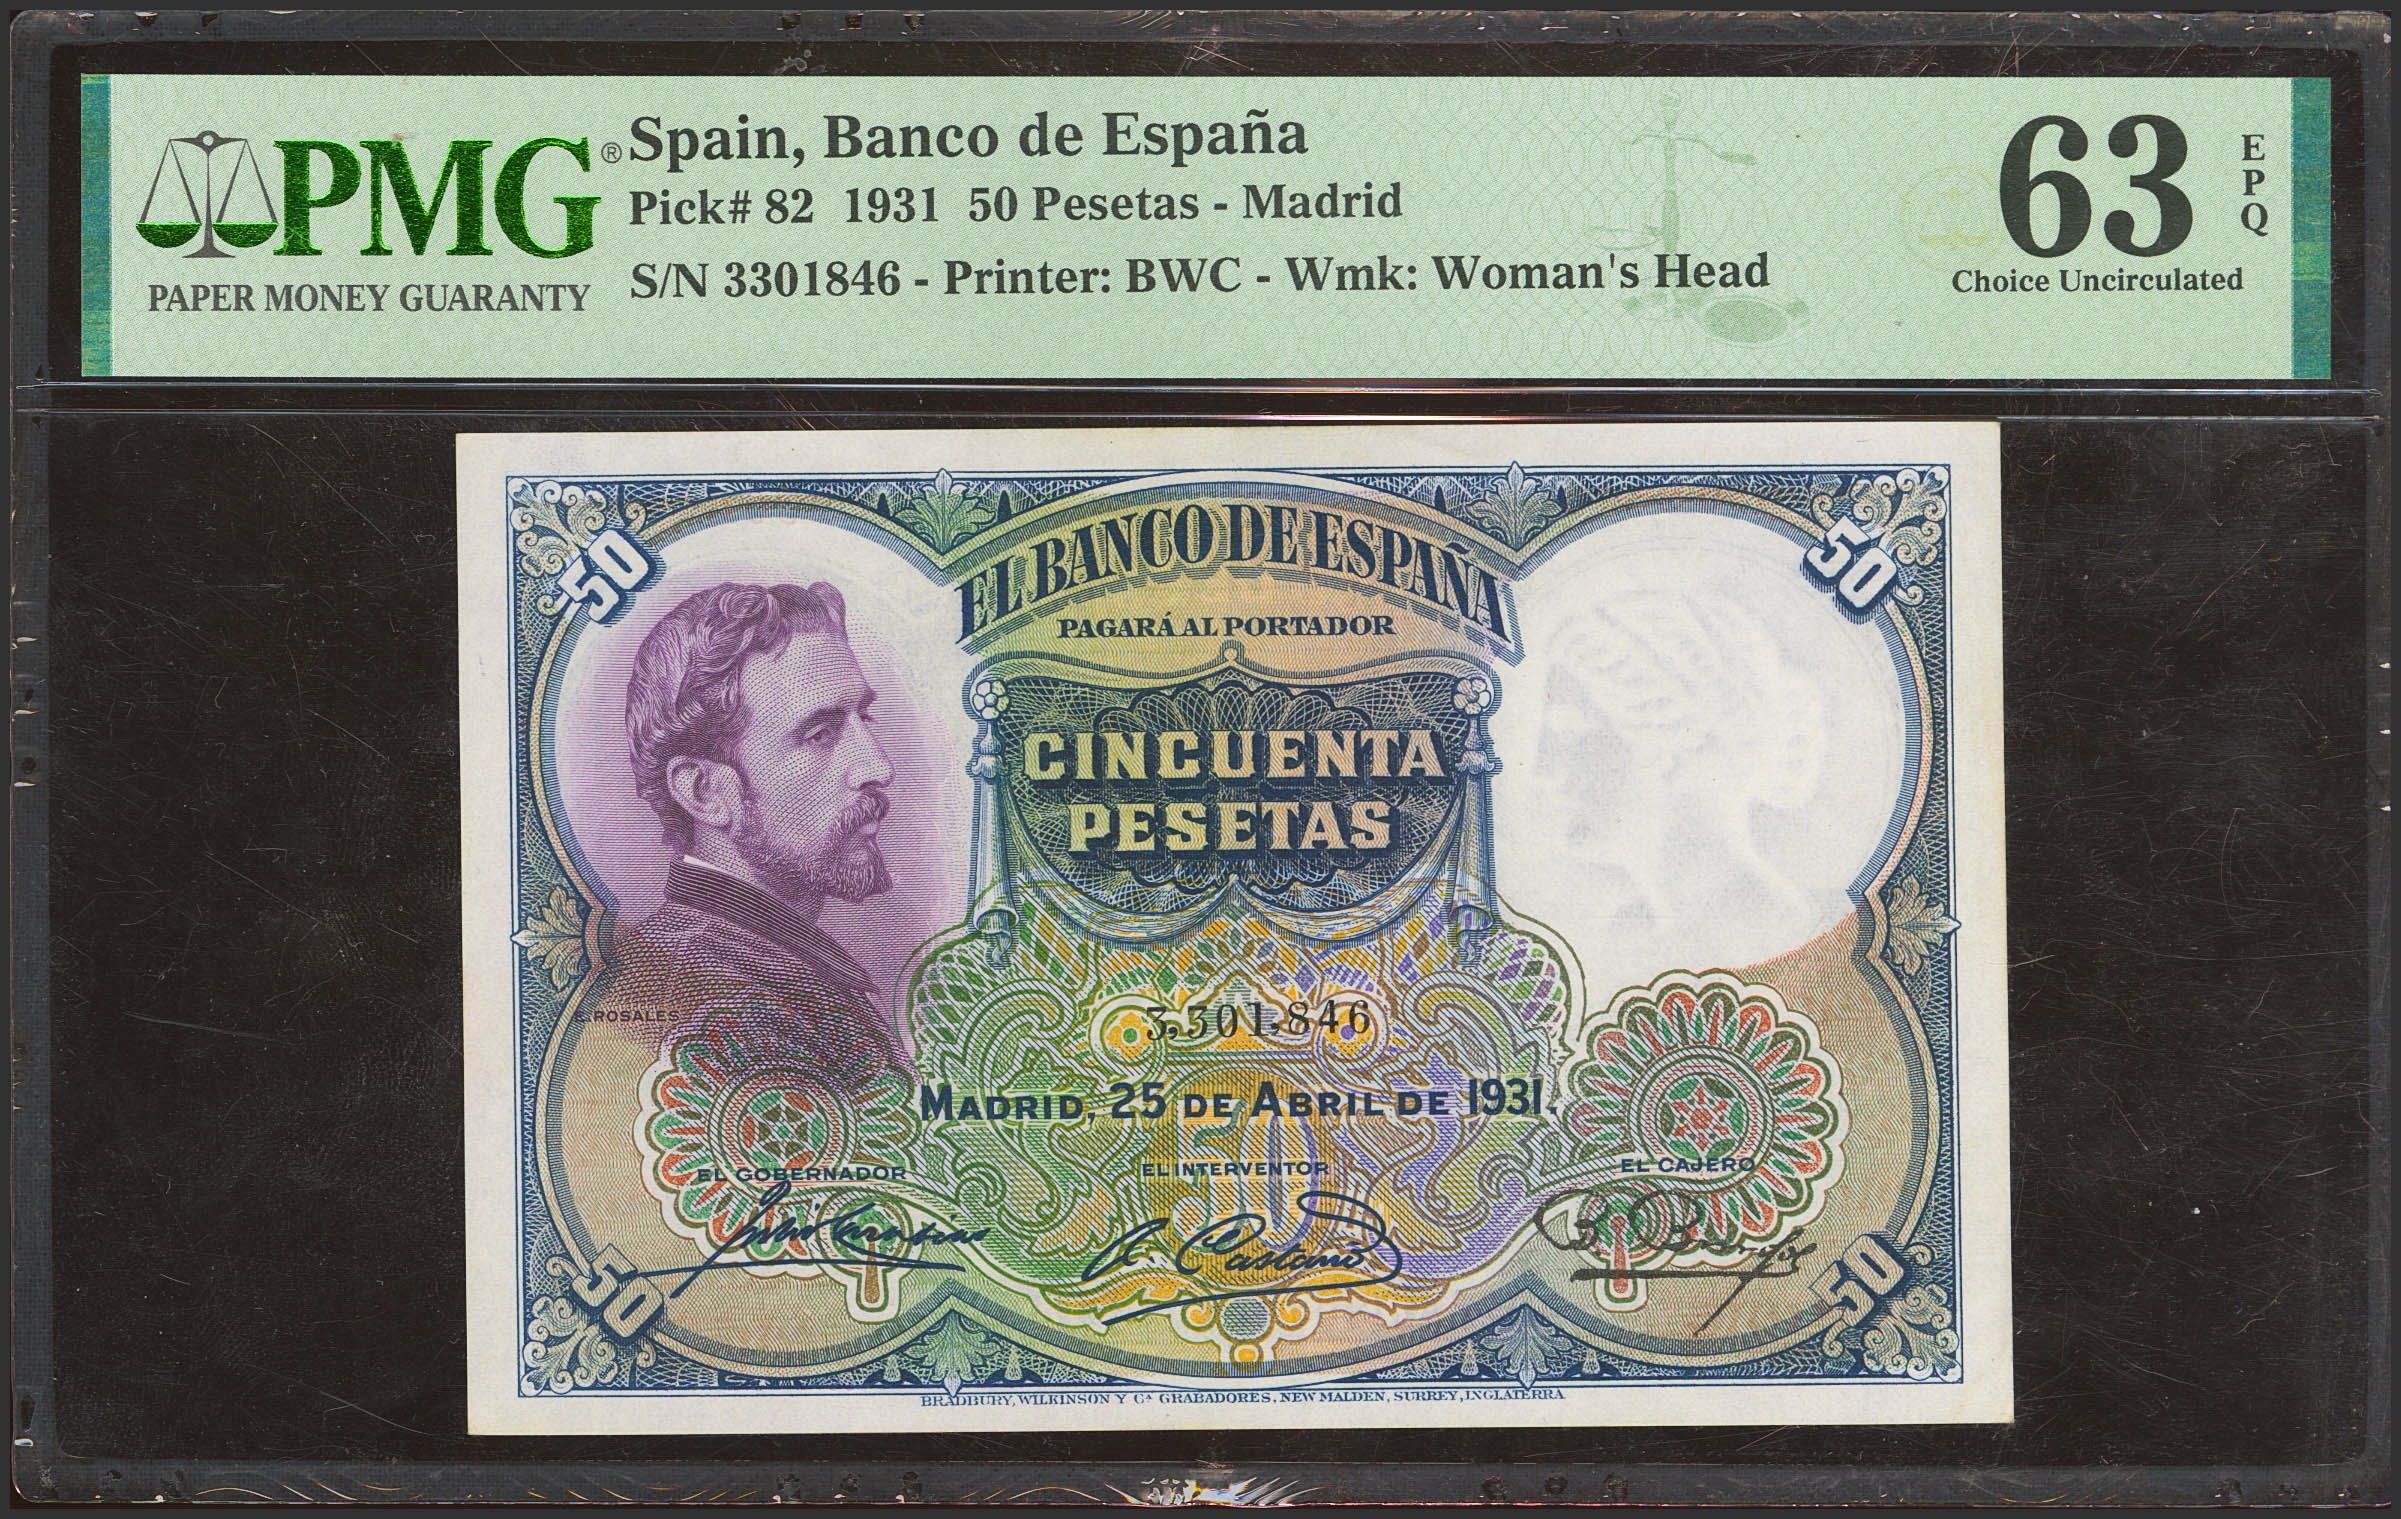 PMG®
PAPER MONEY GUARANTY
Spain, Banco de España
Pick# 82 1931 50 Pesetas - Madrid
S/N 3301846 - Printer: BWC - Wmk: Woman's Head
63
EPQ
Choice Uncirculated
50
50
EL BANCO DE ESPAÑA
PAGARÁ AL PORTADOR
CINCUENTA
PESETAS
E. ROSALES
3,301,846
MADRID, 25 DE ABRIL DE 1931.
50
EL GOBERNADOR
EL INTERVENTOR
EL CAJERO
A. Castaño
50
50
BRADBURY, WILKINSON Y CA. GRABADORES, NEW MALDEN, SURREY, INGLATERRA